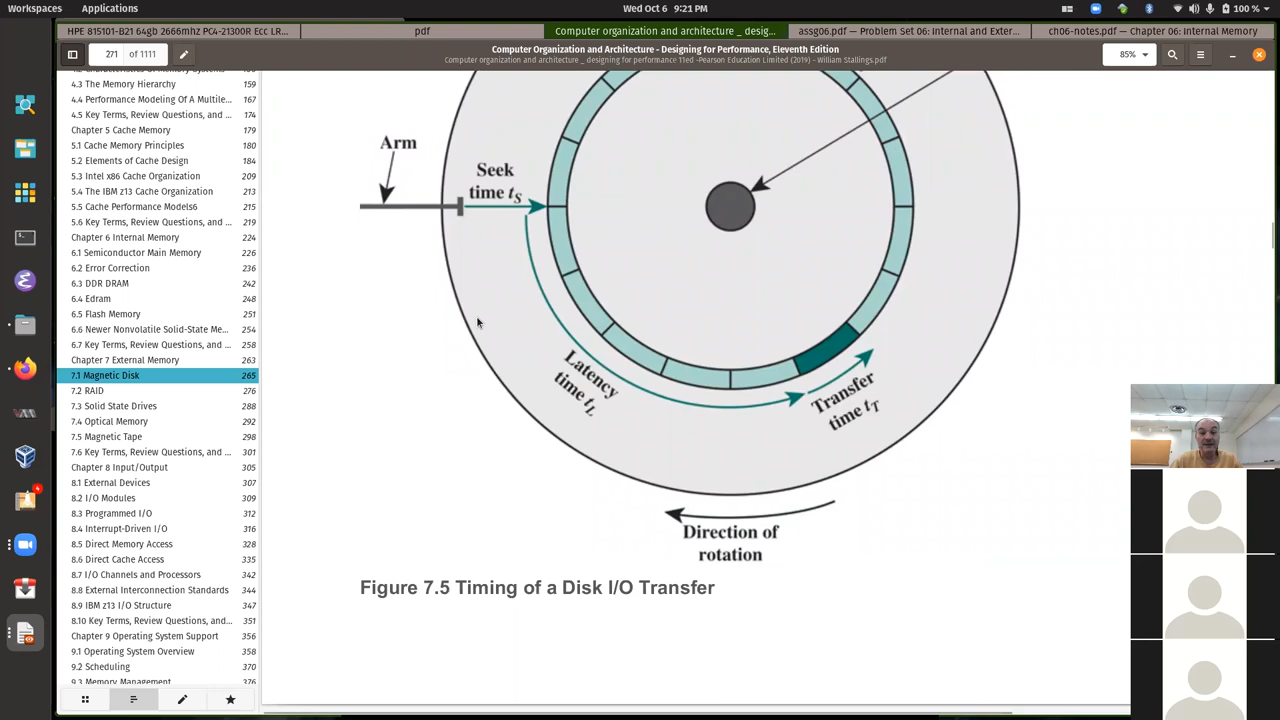 Workspaces
Applications
Wed Oct 6 9:21 PM
100 %
HPE 815101-B21 64gb 2666mhz PC4-21300R Ecc LR...
pdf
Computer organization and architecture _ desig...
assg06.pdf — Problem Set 06: Internal and Exter...
ch06-notes.pdf — Chapter 06: Internal Memory
271 of 1111
Computer Organization and Architecture - Designing for Performance, Eleventh Edition
Computer organization and architecture _ designing for performance 11ed -Pearson Education Limited (2019) - William Stallings.pdf
85%
4.3 The Memory Hierarchy 159
4.4 Performance Modeling Of A Multile... 167
4.5 Key Terms, Review Questions, and ... 174
Chapter 5 Cache Memory 179
5.1 Cache Memory Principles 180
5.2 Elements of Cache Design 184
5.3 Intel x86 Cache Organization 209
5.4 The IBM z13 Cache Organization 213
5.5 Cache Performance Models6 215
5.6 Key Terms, Review Questions, and ... 219
Chapter 6 Internal Memory 224
6.1 Semiconductor Main Memory 226
6.2 Error Correction 236
6.3 DDR DRAM 242
6.4 Edram 248
6.5 Flash Memory 251
6.6 Newer Nonvolatile Solid-State Me... 254
6.7 Key Terms, Review Questions, and ... 258
Chapter 7 External Memory 263
7.1 Magnetic Disk 265
7.2 RAID 276
7.3 Solid State Drives 288
7.4 Optical Memory 292
7.5 Magnetic Tape 298
7.6 Key Terms, Review Questions, and ... 301
Chapter 8 Input/Output 305
8.1 External Devices 307
8.2 I/O Modules 309
8.3 Programmed I/O 312
8.4 Interrupt-Driven I/O 316
8.5 Direct Memory Access 328
8.6 Direct Cache Access 335
8.7 I/O Channels and Processors 342
8.8 External Interconnection Standards 344
8.9 IBM z13 I/O Structure 347
8.10 Key Terms, Review Questions, and... 351
Chapter 9 Operating System Support 356
9.1 Operating System Overview 358
9.2 Scheduling 370
9.3 Memory Management 376
Arm
Seek
time tS
Latency
time tL
Transfer
time tT
Direction of
rotation
Figure 7.5 Timing of a Disk I/O Transfer